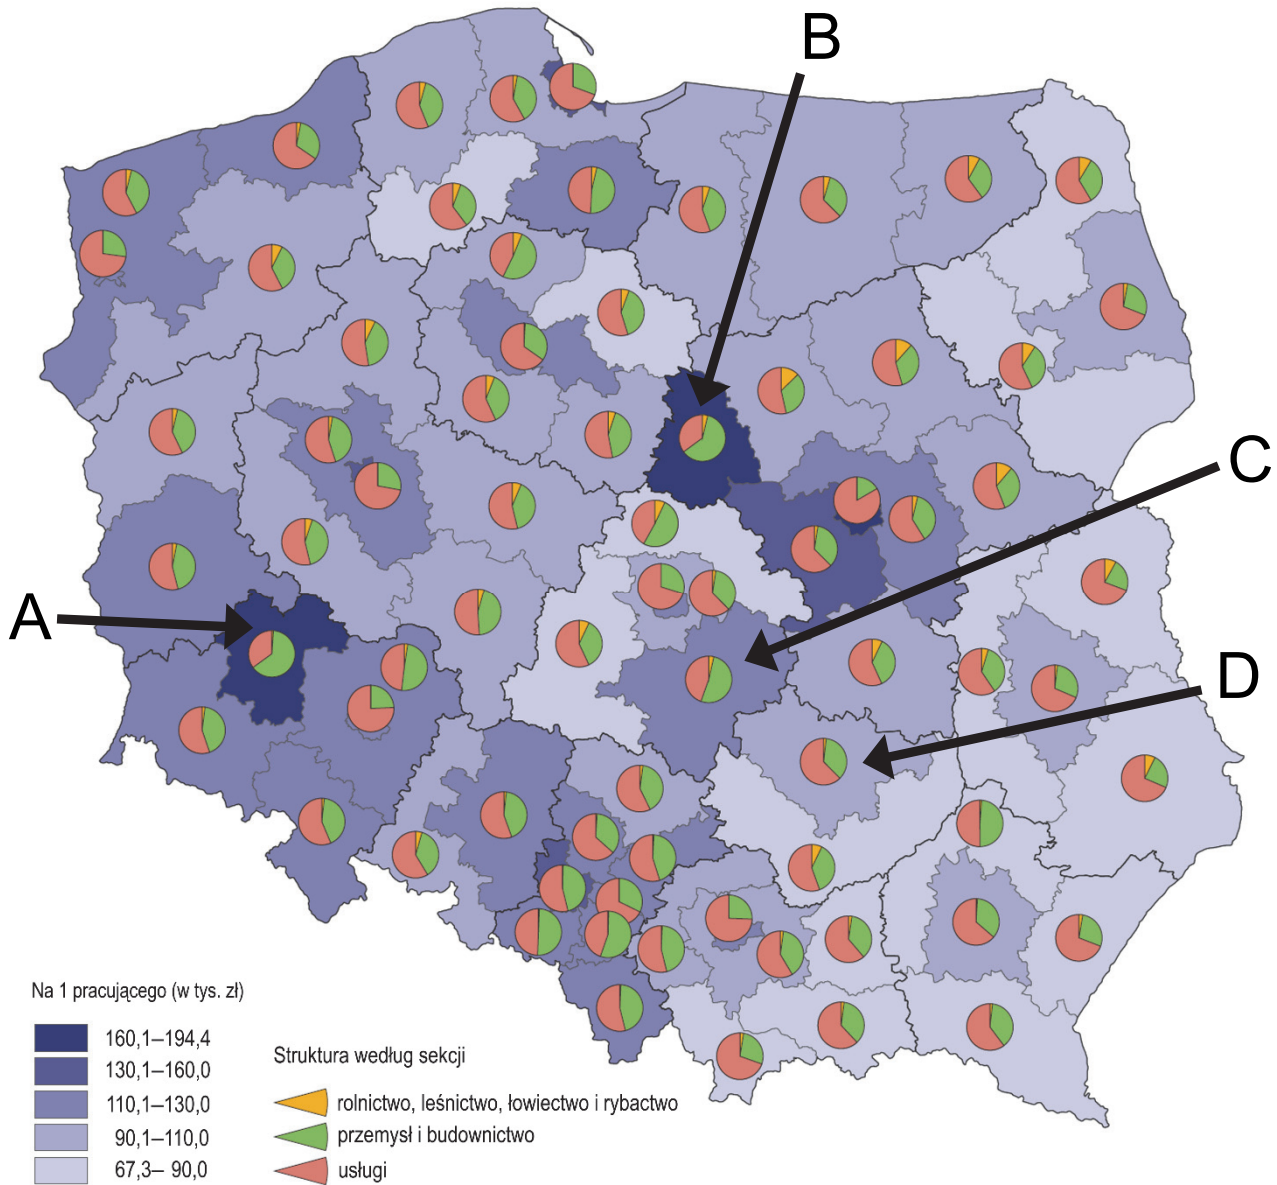 B
C
A
D
Na 1 pracującego (w tys. zł)
160,1–194,4
130,1–160,0
110,1–130,0
90,1–110,0
67,3– 90,0
Struktura według sekcji
rolnictwo, leśnictwo, łowiectwo i rybactwo
przemysł i budownictwo
usługi